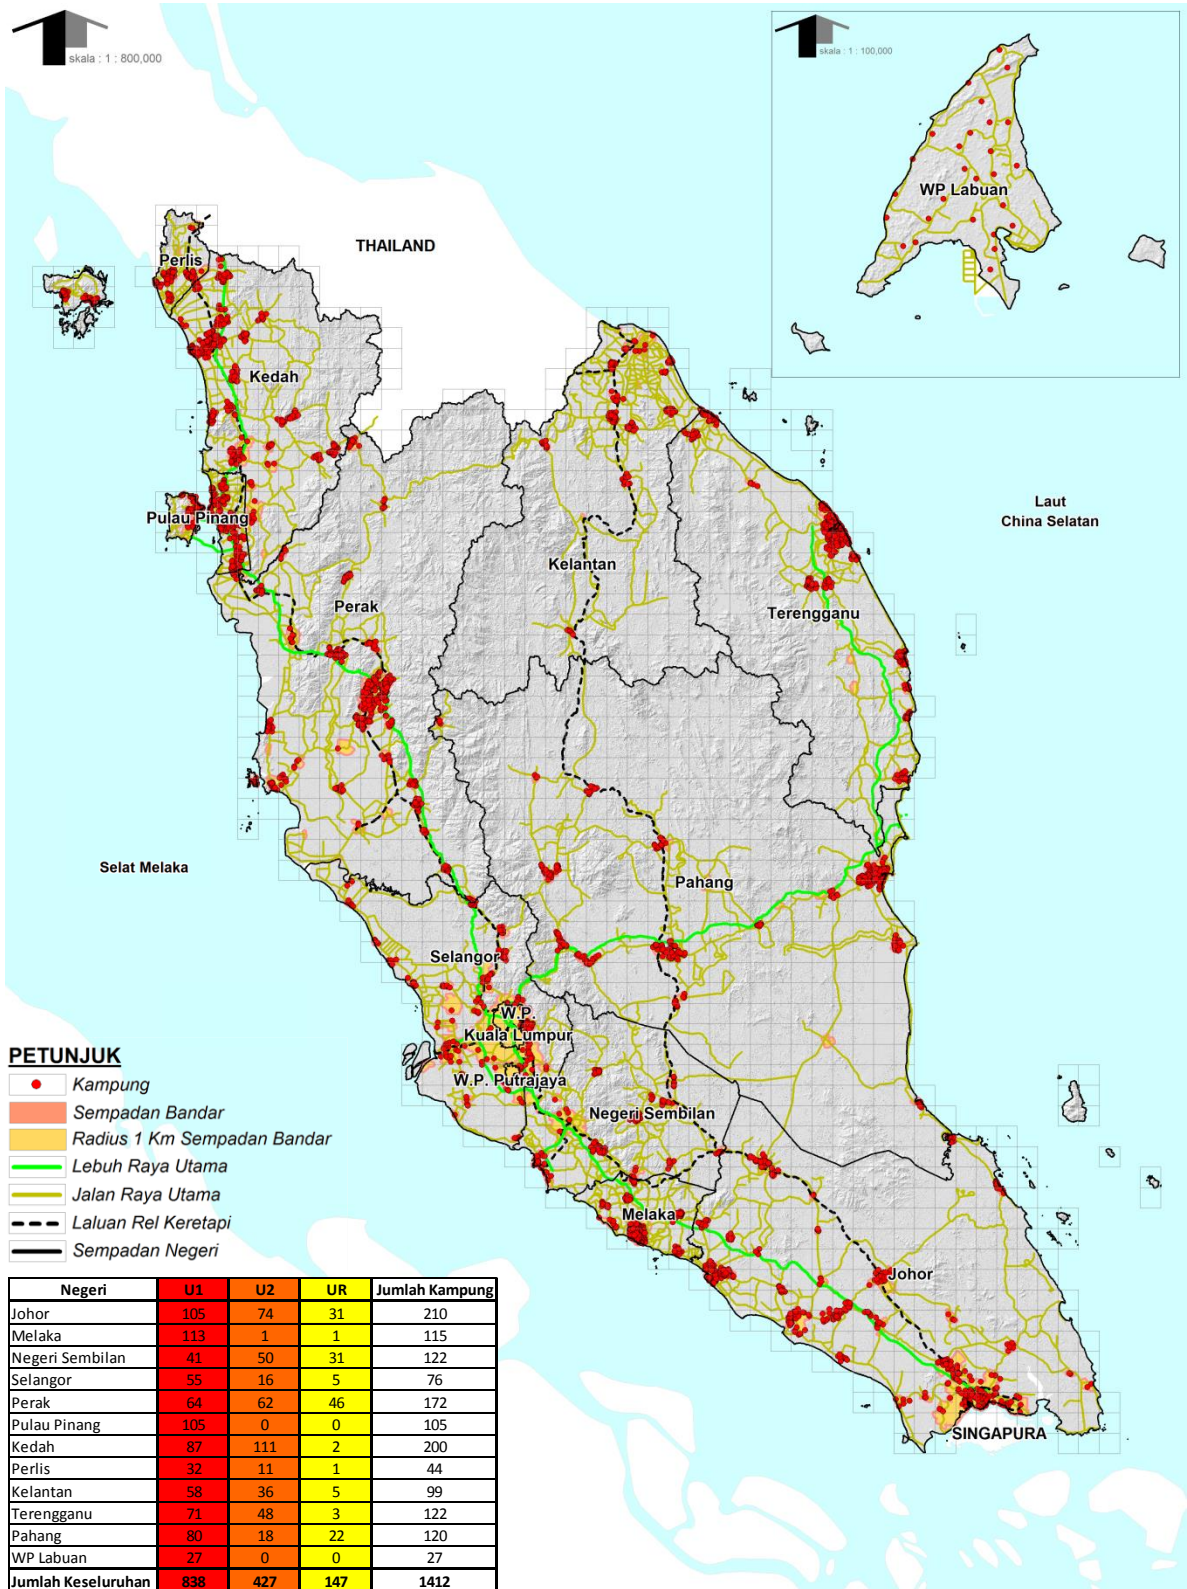 skala : 1 : 800,000
skala : 1 : 100,000
WP Labuan
THAILAND
Perlis
Kedah
Laut
China Selatan
Pulau Pinang
Kelantan
Perak
Terengganu
Selat Melaka
Pahang
Selangor
W.P.
Kuala Lumpur
W.P. Putrajaya
Negeri Sembilan
Melaka
Johor
SINGAPURA
PETUNJUK
Kampung
Sempadan Bandar
Radius 1 Km Sempadan Bandar
Lebuh Raya Utama
Jalan Raya Utama
Laluan Rel Keretapi
Sempadan Negeri
Negeri U1 U2 UR Jumlah Kampung
Johor 105 74 31 210
Melaka 113 1 1 115
Negeri Sembilan 41 50 31 122
Selangor 55 16 5 76
Perak 64 62 46 172
Pulau Pinang 105 0 0 105
Kedah 87 111 2 200
Perlis 32 11 1 44
Kelantan 58 36 5 99
Terengganu 71 48 3 122
Pahang 80 18 22 120
WP Labuan 27 0 0 27
Jumlah Keseluruhan 838 427 147 1412